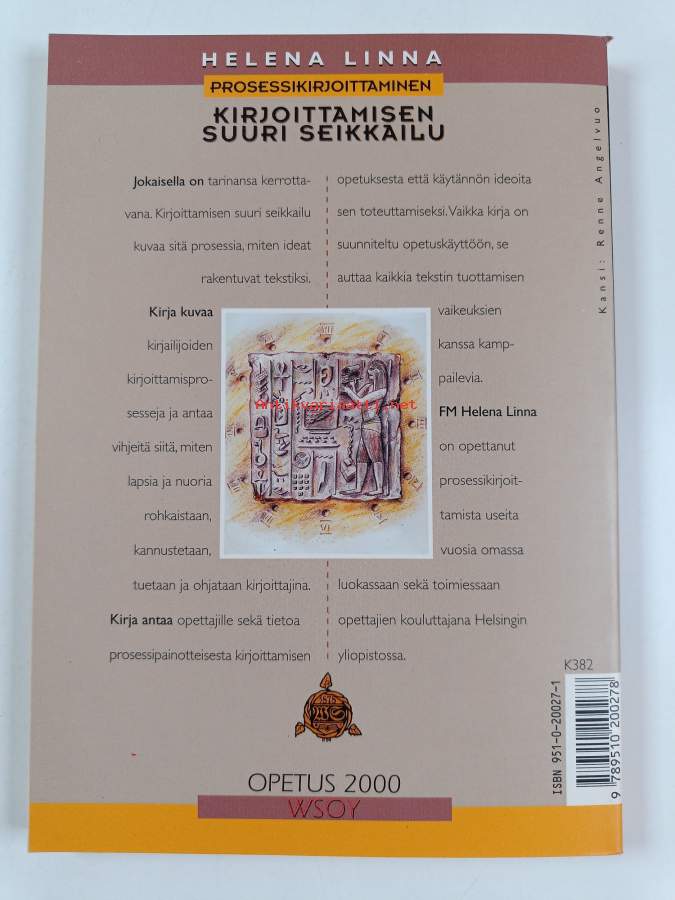 HELENA LINNA
PROSESSIKIRJOITTAMINEN
KIRJOITTAMISEN
SUURI SEIKKAILU
Jokaisella on tarinansa kerrotta-
vana. Kirjoittamisen suuri seikkailu
kuvaa sitä prosessia, miten ideat
rakentuvat tekstiksi.
Kirja kuvaa
kirjailijoiden
kirjoittamispro-
sesseja ja antaa
vihjeitä siitä, miten
lapsia ja nuoria
rohkaistaan,
kannustetaan,
tuetaan ja ohjataan kirjoittajina.
Kirja antaa opettajille sekä tietoa
prosessipainotteisesta kirjoittamisen
opetuksesta että käytännön ideoita
sen toteuttamiseksi. Vaikka kirja on
suunniteltu opetuskäyttöön, se
auttaa kaikkia tekstin tuottamisen
vaikeuksien
kanssa kamp-
pailevia.
FM Helena Linna
on opettanut
prosessikirjoit-
tamista useita
vuosia omassa
luokassaan sekä toimiessaan
opettajien kouluttajana Helsingin
yliopistossa.
Kansi: Renne Angelvuo
Antikvariaatti.net
K382
ISBN 951-0-20027-1
9 789510 200278
OPETUS 2000
WSOY